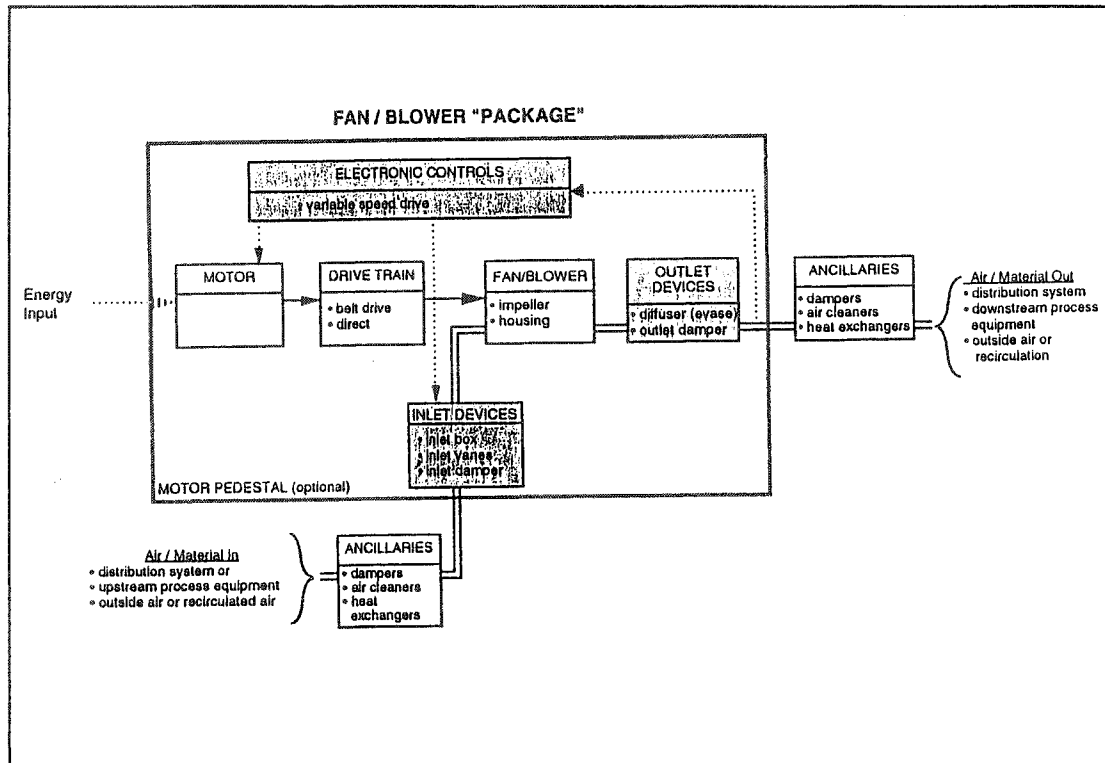 FAN / BLOWER "PACKAGE"
ELECTRONIC CONTROLS
• variable speed drive
MOTOR
DRIVE TRAIN
• belt drive
• direct
FAN/BLOWER
• impeller
• housing
OUTLET
DEVICES
• diffuser (evase)
• outlet damper
ANCILLARIES
• dampers
• air cleaners
• heat exchangers
Air / Material Out
• distribution system
• downstream process
equipment
• outside air or
recirculation
Energy
Input
INLET DEVICES
• inlet box
• inlet vanes
• inlet damper
MOTOR PEDESTAL (optional)
Air / Material In
• distribution system or
• upstream process equipment
• outside air or recirculated air
ANCILLARIES
• dampers
• air cleaners
• heat
exchangers